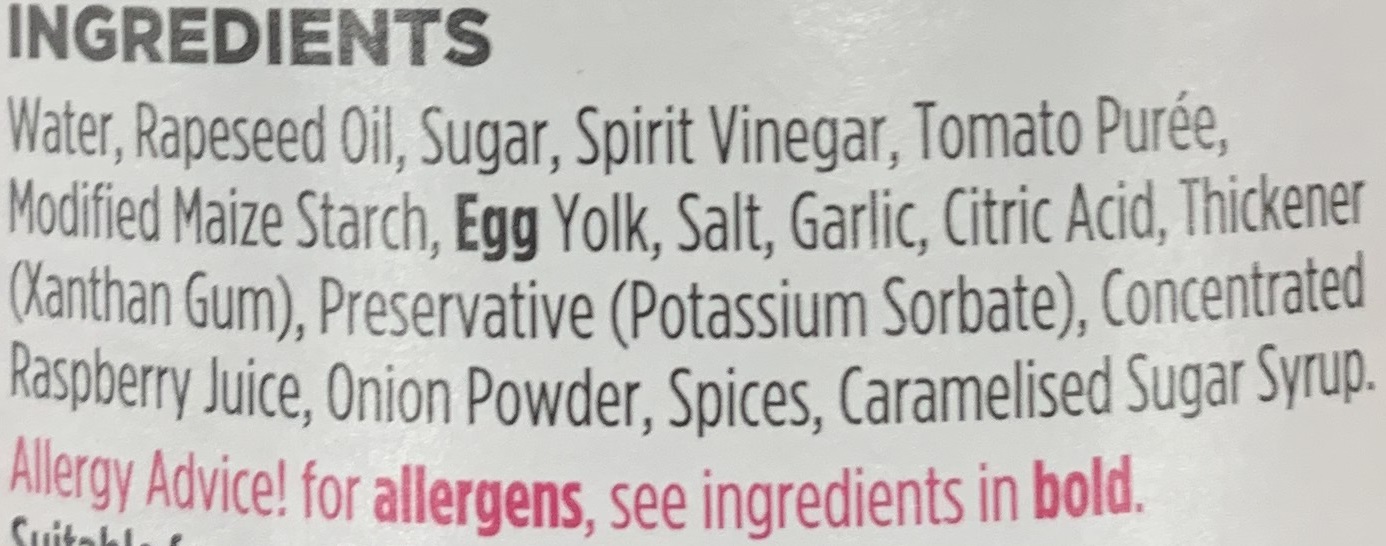 INGREDIENTS
Water, Rapeseed Oil, Sugar, Spirit Vinegar, Tomato Purée,
Modified Maize Starch, Egg Yolk, Salt, Garlic, Citric Acid, Thickener
(Xanthan Gum), Preservative (Potassium Sorbate), Concentrated
Raspberry Juice, Onion Powder, Spices, Caramelised Sugar Syrup.
Allergy Advice! for allergens, see ingredients in bold.